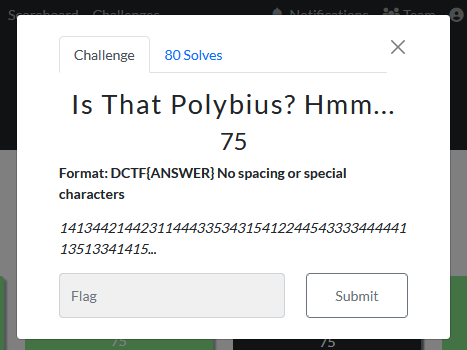 Scoreboard Challenges Notifications Team
Challenge
80 Solves
Is That Polybius? Hmm...
75
Format: DCTF{ANSWER} No spacing or special
characters
1413442144231144433534315412244543333444441
13513341415...
Flag
Submit
75
75